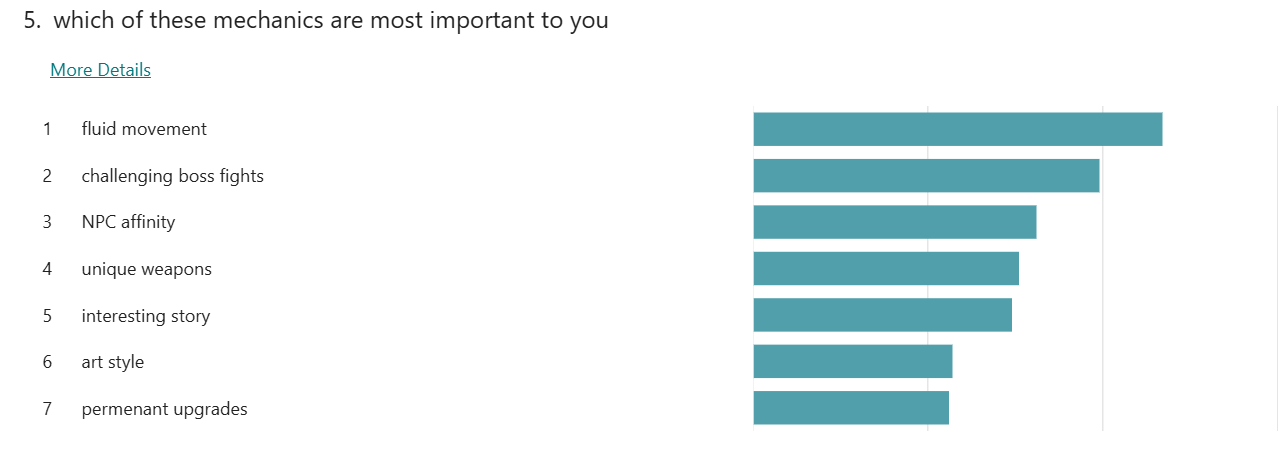 5. which of these mechanics are most important to you
More Details
1 fluid movement
2 challenging boss fights
3 NPC affinity
4 unique weapons
5 interesting story
6 art style
7 permenant upgrades